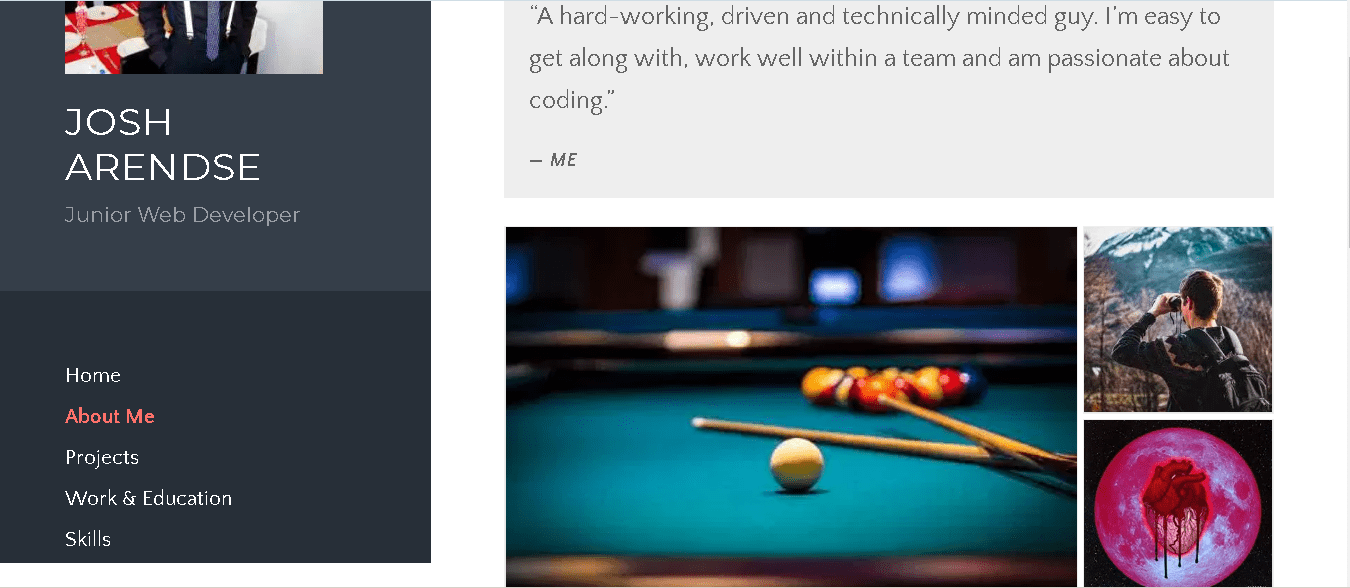 JOSH
ARENDSE
Junior Web Developer
Home
About Me
Projects
Work & Education
Skills
“A hard-working, driven and technically minded guy. I’m easy to
get along with, work well within a team and am passionate about
coding.”
— ME